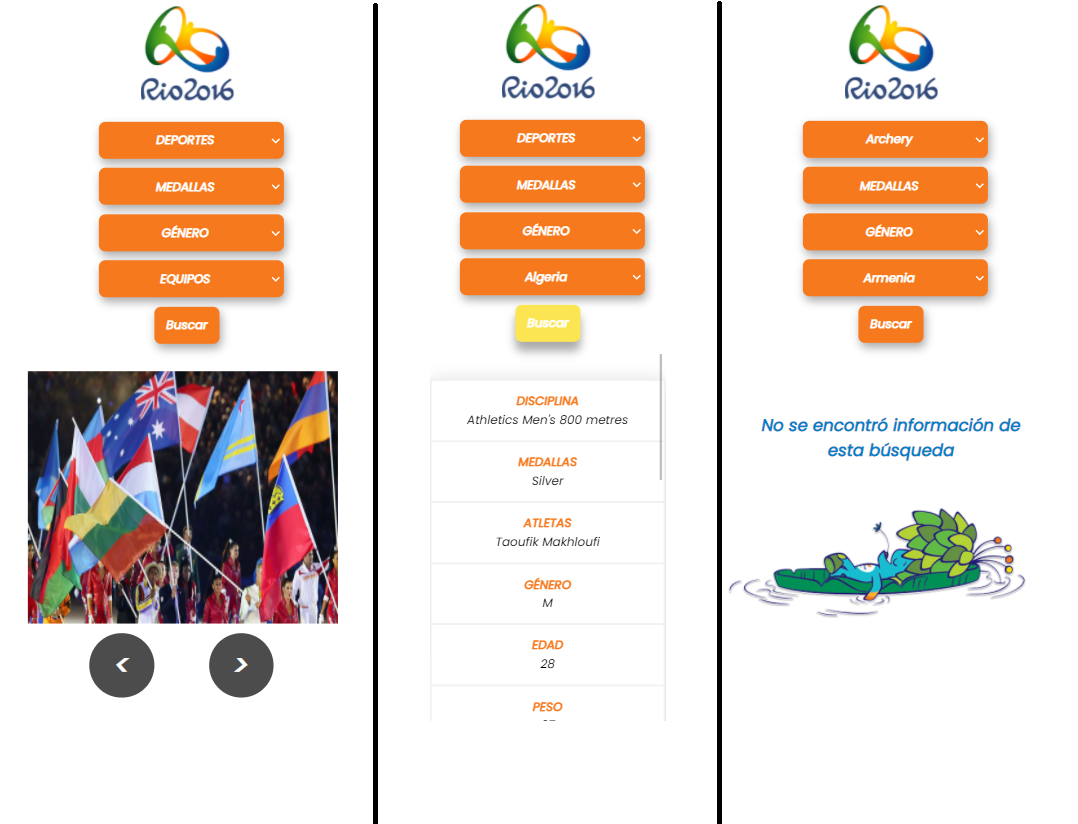 Rio2016
DEPORTES
MEDALLAS
GÉNERO
EQUIPOS
Buscar
<
>
Rio2016
DEPORTES
MEDALLAS
GÉNERO
Algeria
Buscar
DISCIPLINA
Athletics Men's 800 metres
MEDALLAS
Silver
ATLETAS
Taoufik Makhloufi
GÉNERO
M
EDAD
28
PESO
Rio2016
Archery
MEDALLAS
GÉNERO
Armenia
Buscar
No se encontró información de
esta búsqueda